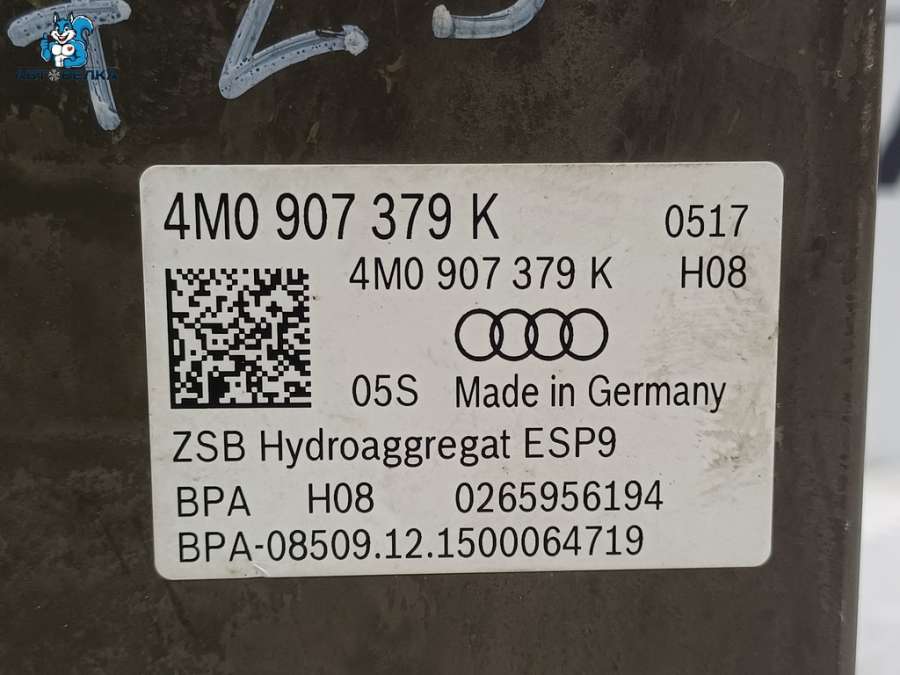 АВТОБЕЛКА
4M0 907 379 K 0517
4M0 907 379 K H08
05S Made in Germany
ZSB Hydroaggregat ESP9
BPA H08 0265956194
BPA-08509.12.1500064719